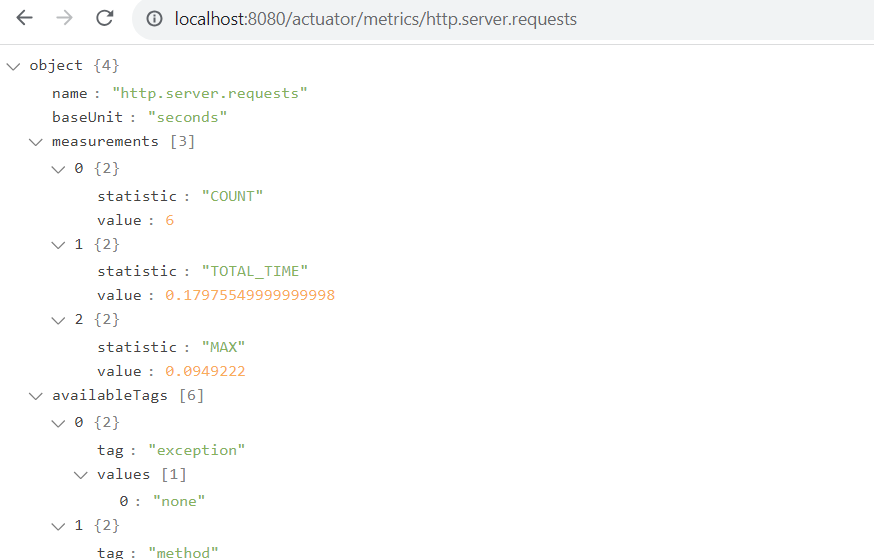 localhost:8080/actuator/metrics/http.server.requests
object {4}
name : "http.server.requests"
baseUnit : "seconds"
measurements [3]
0 {2}
statistic : "COUNT"
value : 6
1 {2}
statistic : "TOTAL_TIME"
value : 0.17975549999999998
2 {2}
statistic : "MAX"
value : 0.0949222
availableTags [6]
0 {2}
tag : "exception"
values [1]
0 : "none"
1 {2}
tag : "method"